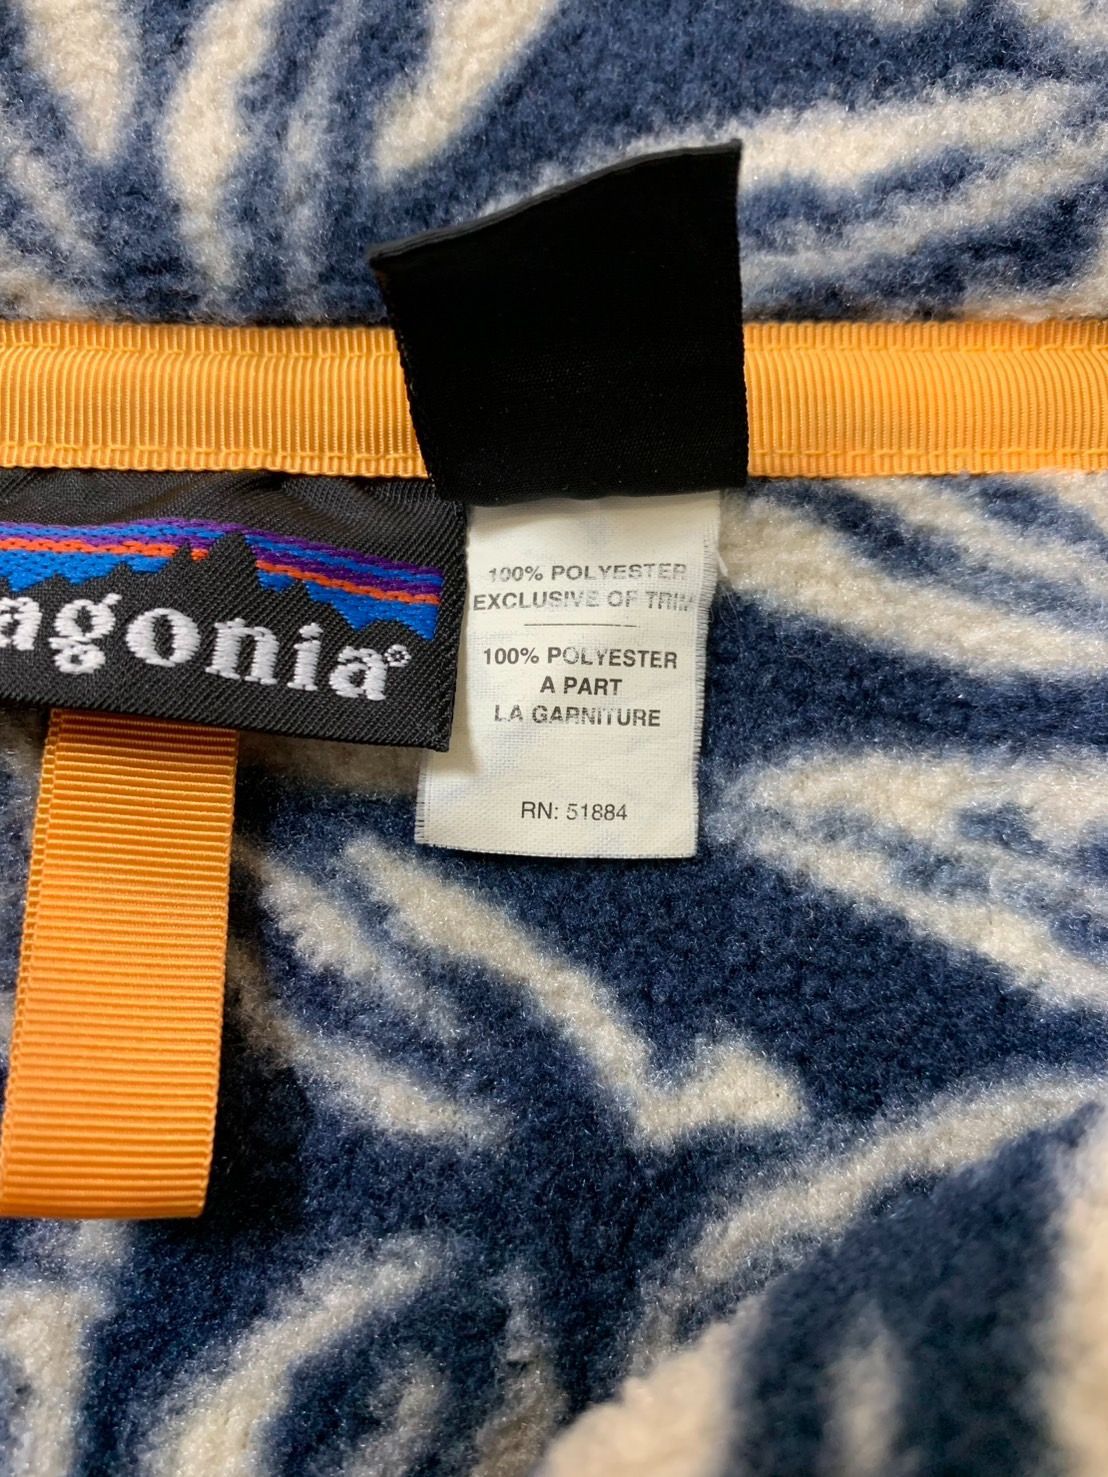 agonia®
100% POLYESTER
EXCLUSIVE OF TRIM
100% POLYESTER
A PART
LA GARNITURE
RN: 51884